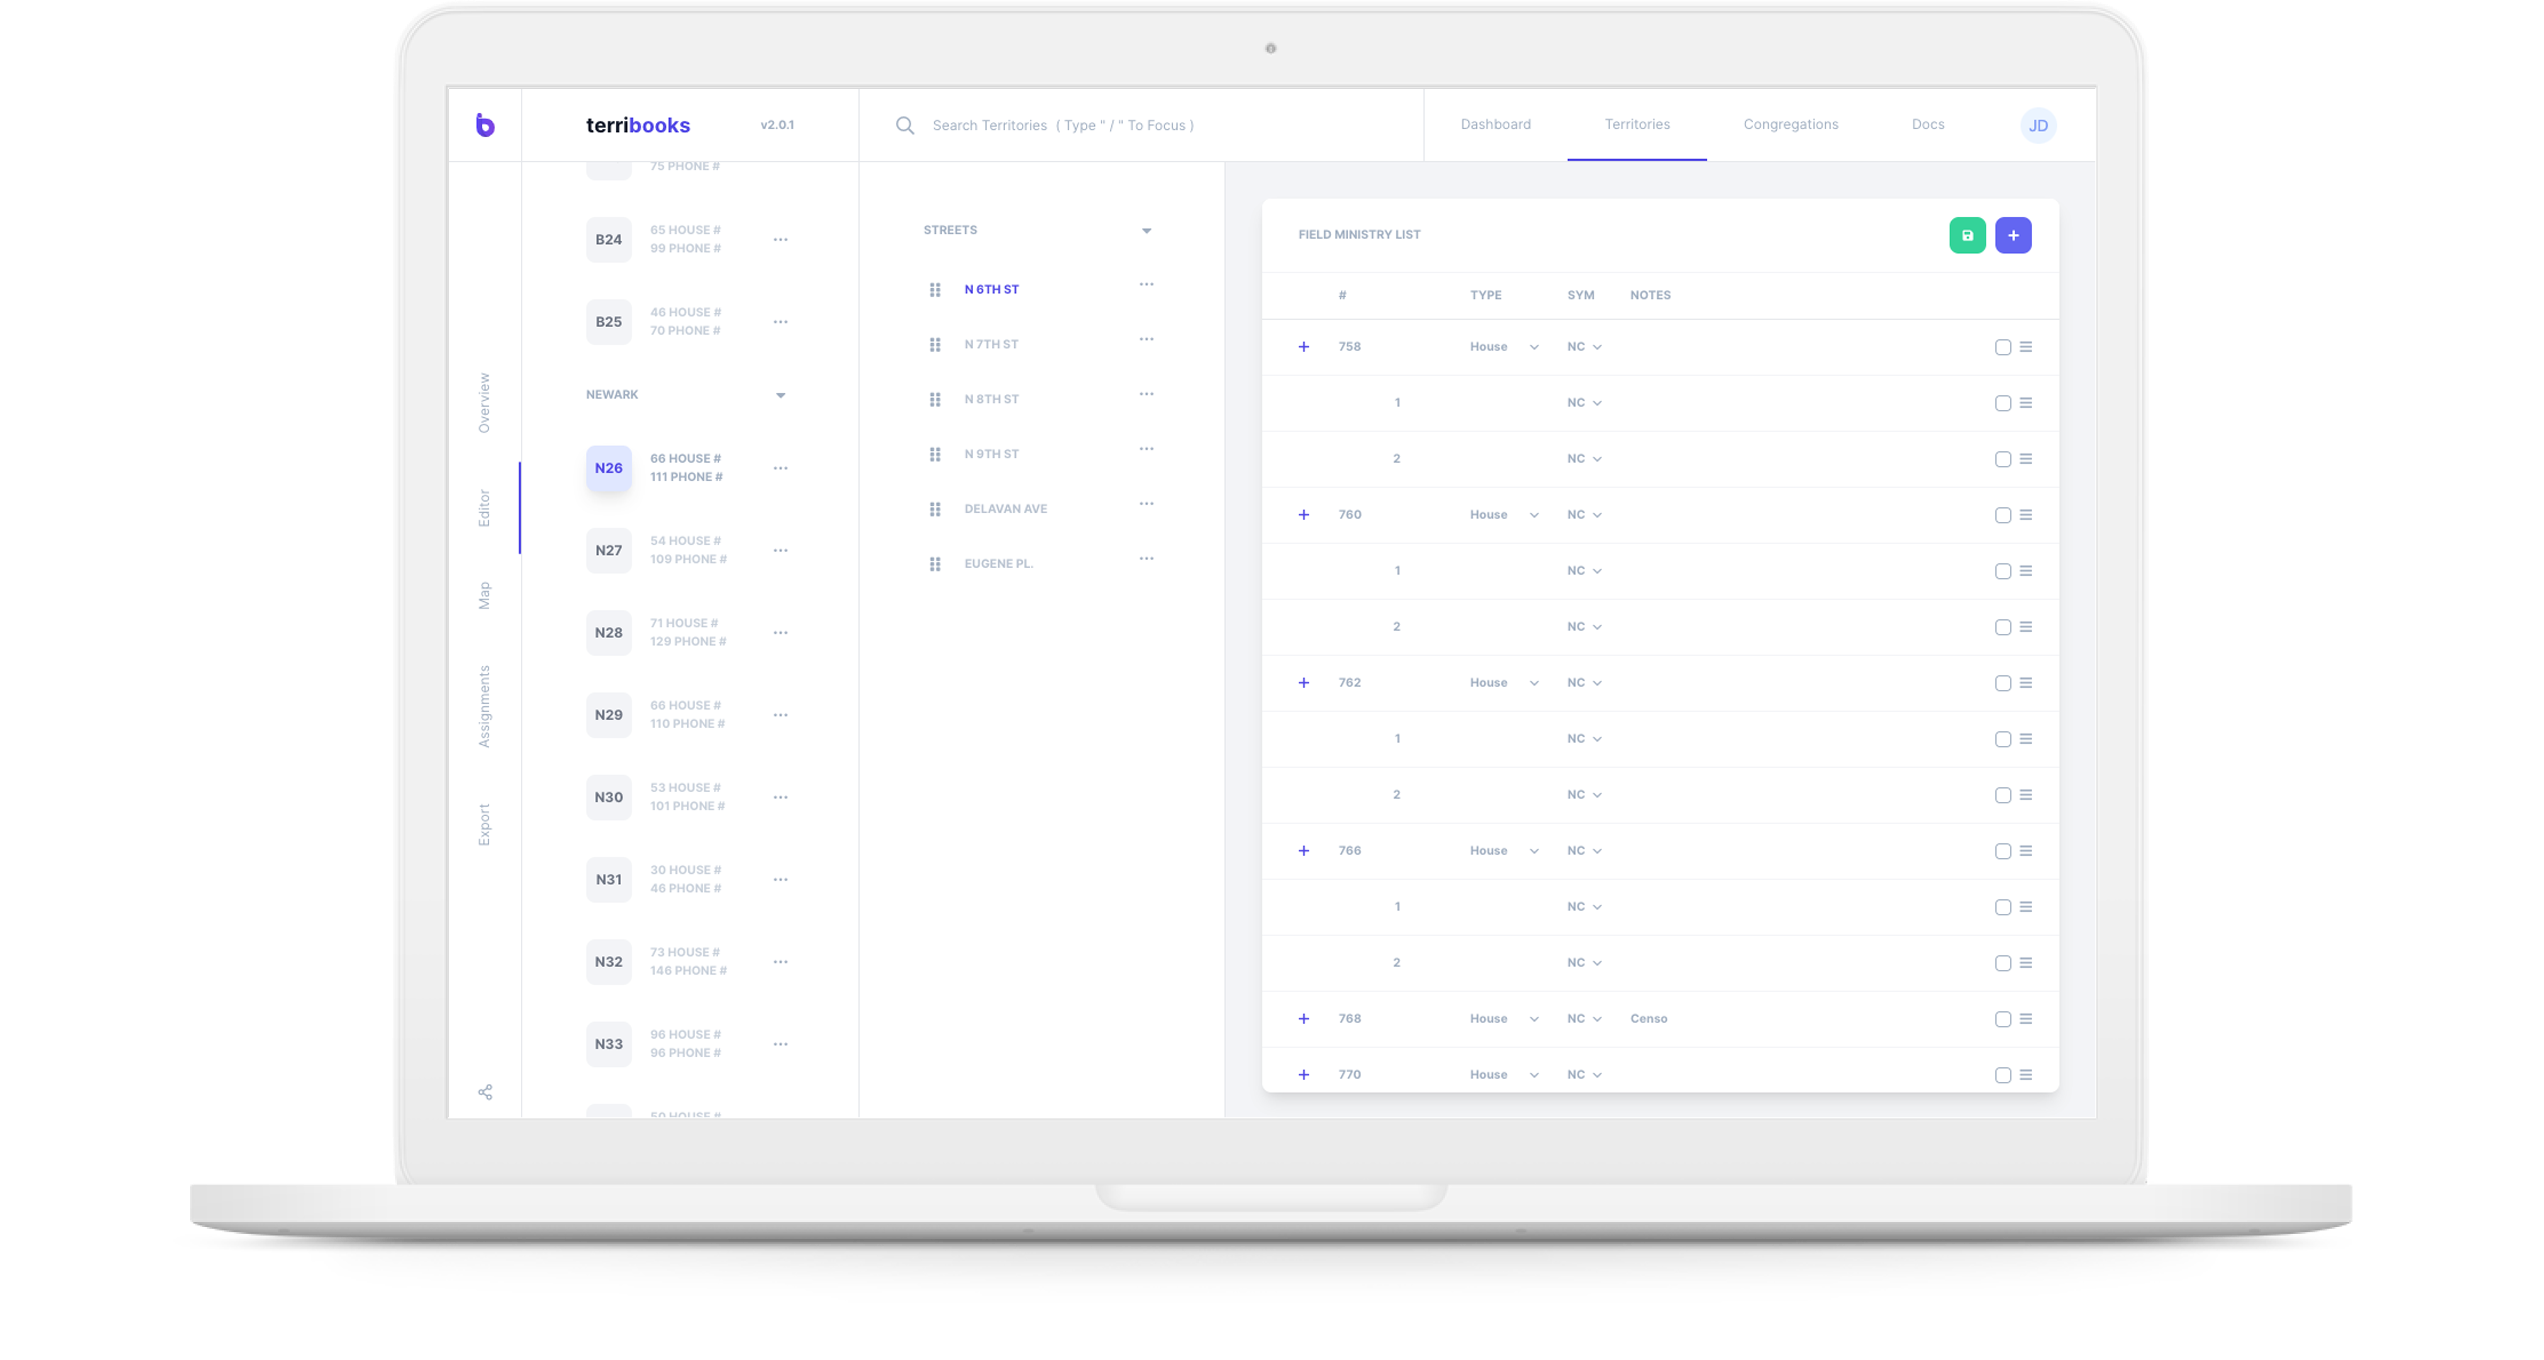 terribooks
v2.0.1
Search Territories ( Type " / " To Focus )
Dashboard
Territories
Congregations
Docs
JD
Overview
Editor
Map
Assignments
Export
75 PHONE #
B24
65 HOUSE #
99 PHONE #
B25
46 HOUSE #
70 PHONE #
NEWARK
N26
66 HOUSE #
111 PHONE #
N27
54 HOUSE #
109 PHONE #
N28
71 HOUSE #
129 PHONE #
N29
66 HOUSE #
110 PHONE #
N30
53 HOUSE #
101 PHONE #
N31
30 HOUSE #
46 PHONE #
N32
73 HOUSE #
146 PHONE #
N33
96 HOUSE #
96 PHONE #
50 HOUSE #
STREETS
N 6TH ST
N 7TH ST
N 8TH ST
N 9TH ST
DELAVAN AVE
EUGENE PL.
FIELD MINISTRY LIST
# TYPE SYM NOTES
758 House NC
1 NC
2 NC
760 House NC
1 NC
2 NC
762 House NC
1 NC
2 NC
766 House NC
1 NC
2 NC
768 House NC Censo
770 House NC